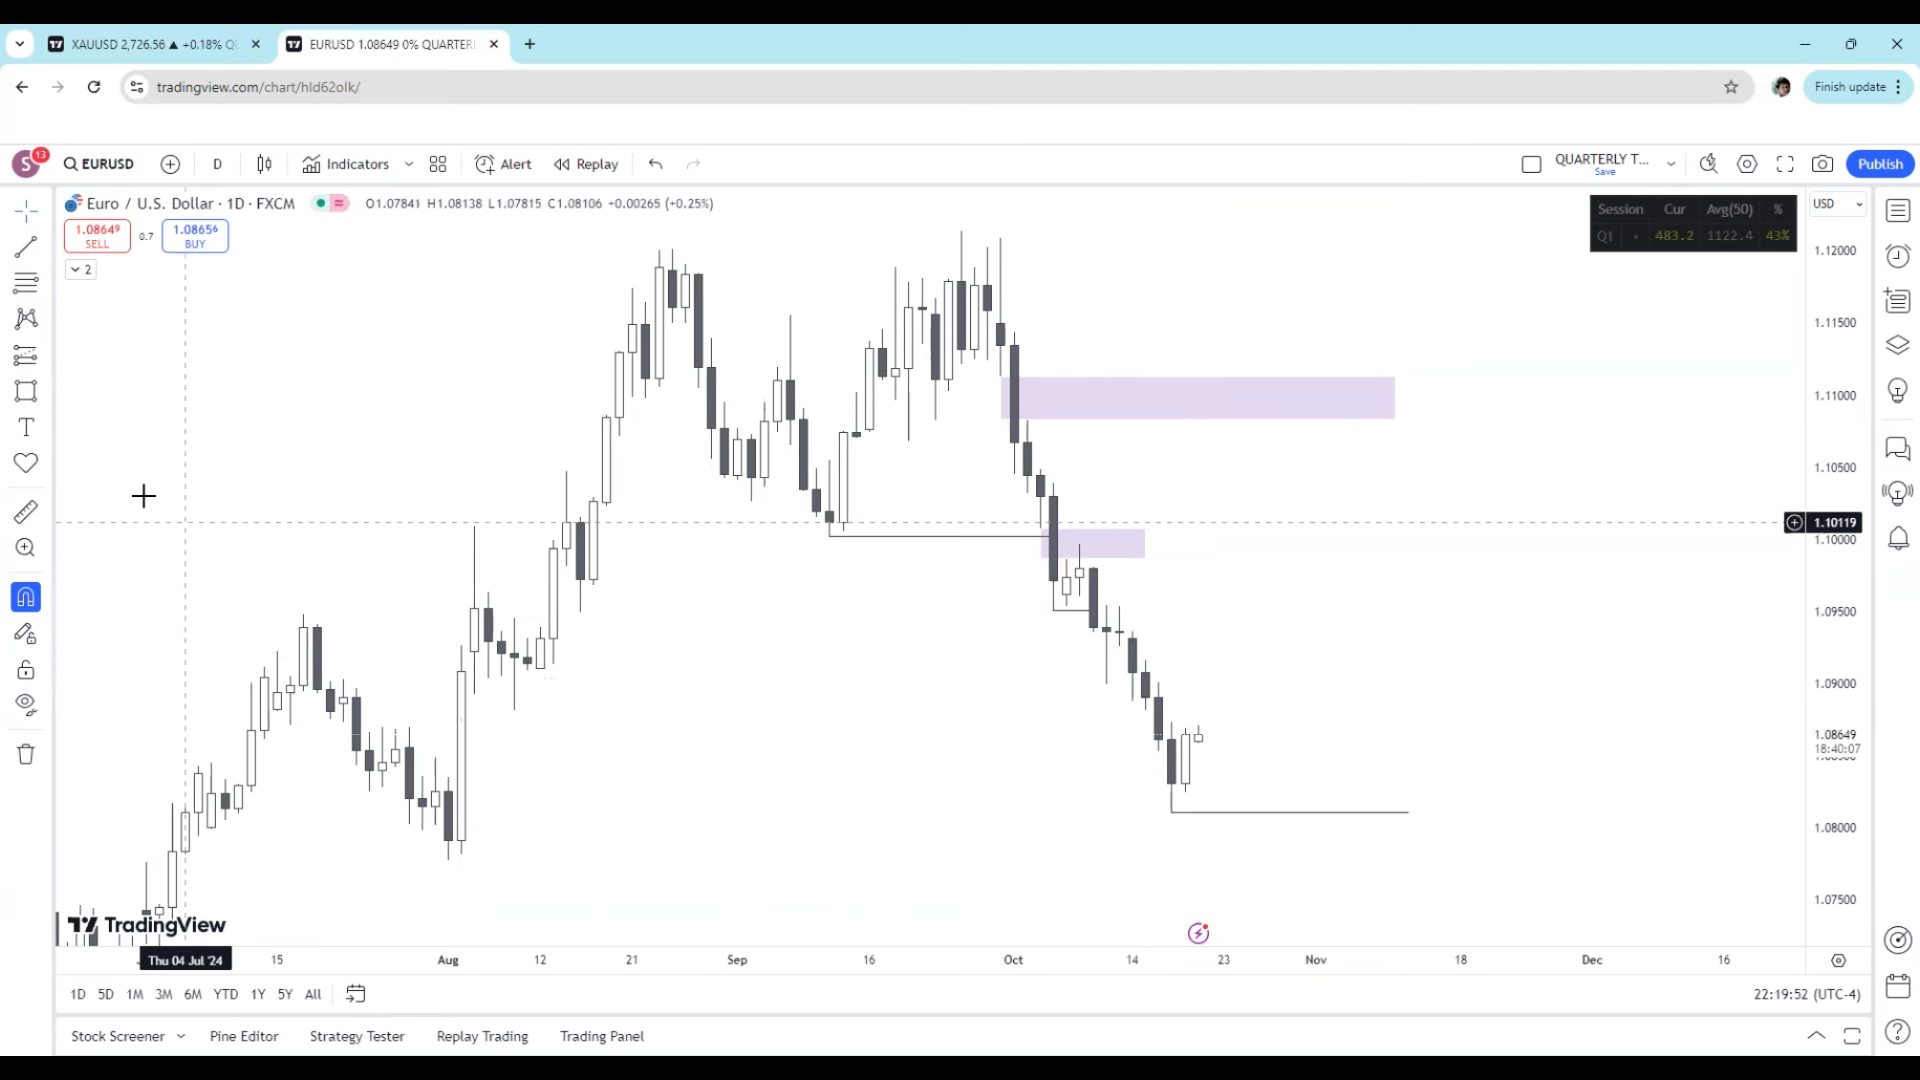 XAUUSD 2,726.56 ▲ +0.18% QU
EURUSD 1.08649 0% QUARTERL
tradingview.com/chart/hld62olk/
Finish update
S
13
EURUSD
D
Indicators
Alert
Replay
QUARTERLY T...
Save
Publish
Euro / U.S. Dollar · 1D · FXCM
O1.07841 H1.08138 L1.07815 C1.08106 +0.00265 (+0.25%)
1.08649
SELL
0.7
1.08656
BUY
2
Session Cur Avg(50) %
Q1 • 483.2 1122.4 43%
USD
1.12000
1.11500
1.11000
1.10500
1.10119
1.10000
1.09500
1.09000
1.08649
18:40:07
1.08000
1.07500
TradingView
Thu 04 Jul '24
15
Aug
12
21
Sep
16
Oct
14
23
Nov
18
Dec
16
1D 5D 1M 3M 6M YTD 1Y 5Y All
22:19:52 (UTC-4)
Stock Screener
Pine Editor
Strategy Tester
Replay Trading
Trading Panel